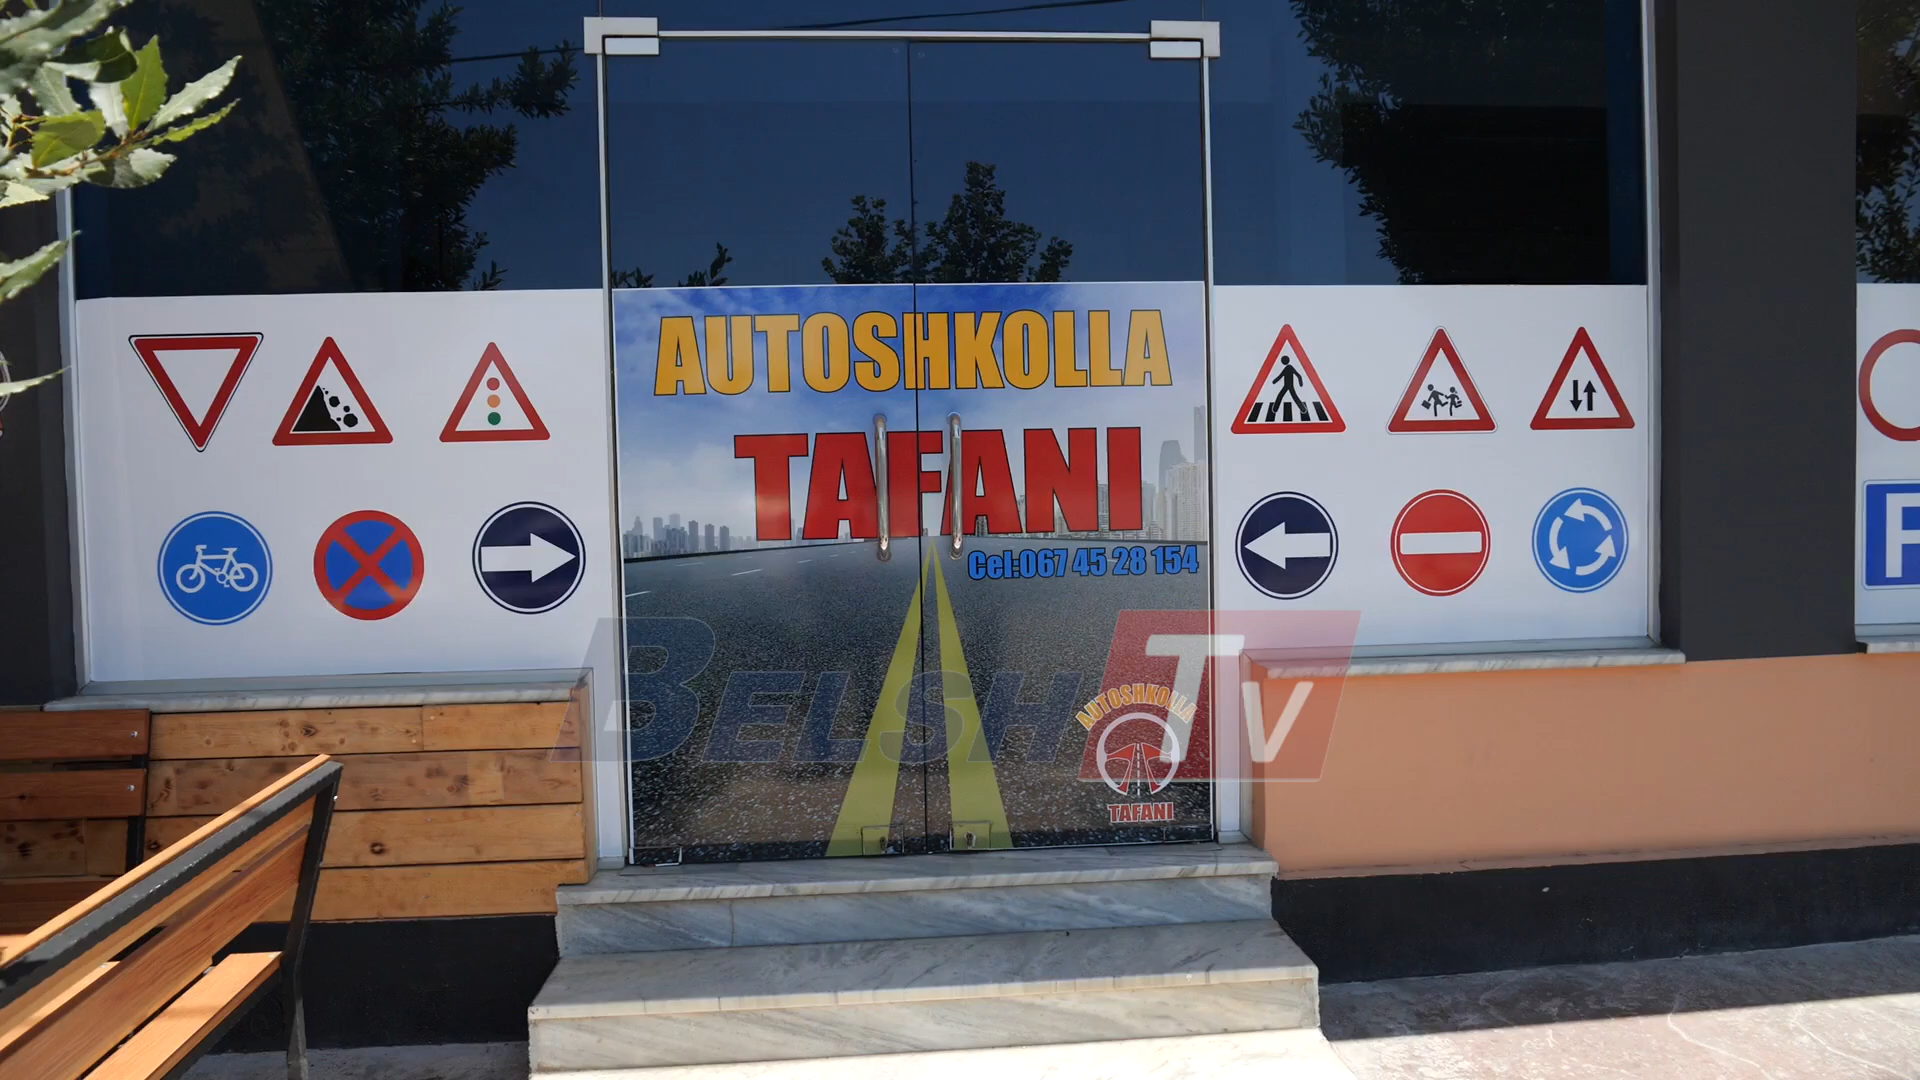 AUTOSHKOLLA
TAFANI
Cel:067 45 28 154
BELSH TV
AUTOSHKOLLA
TAFANI
P